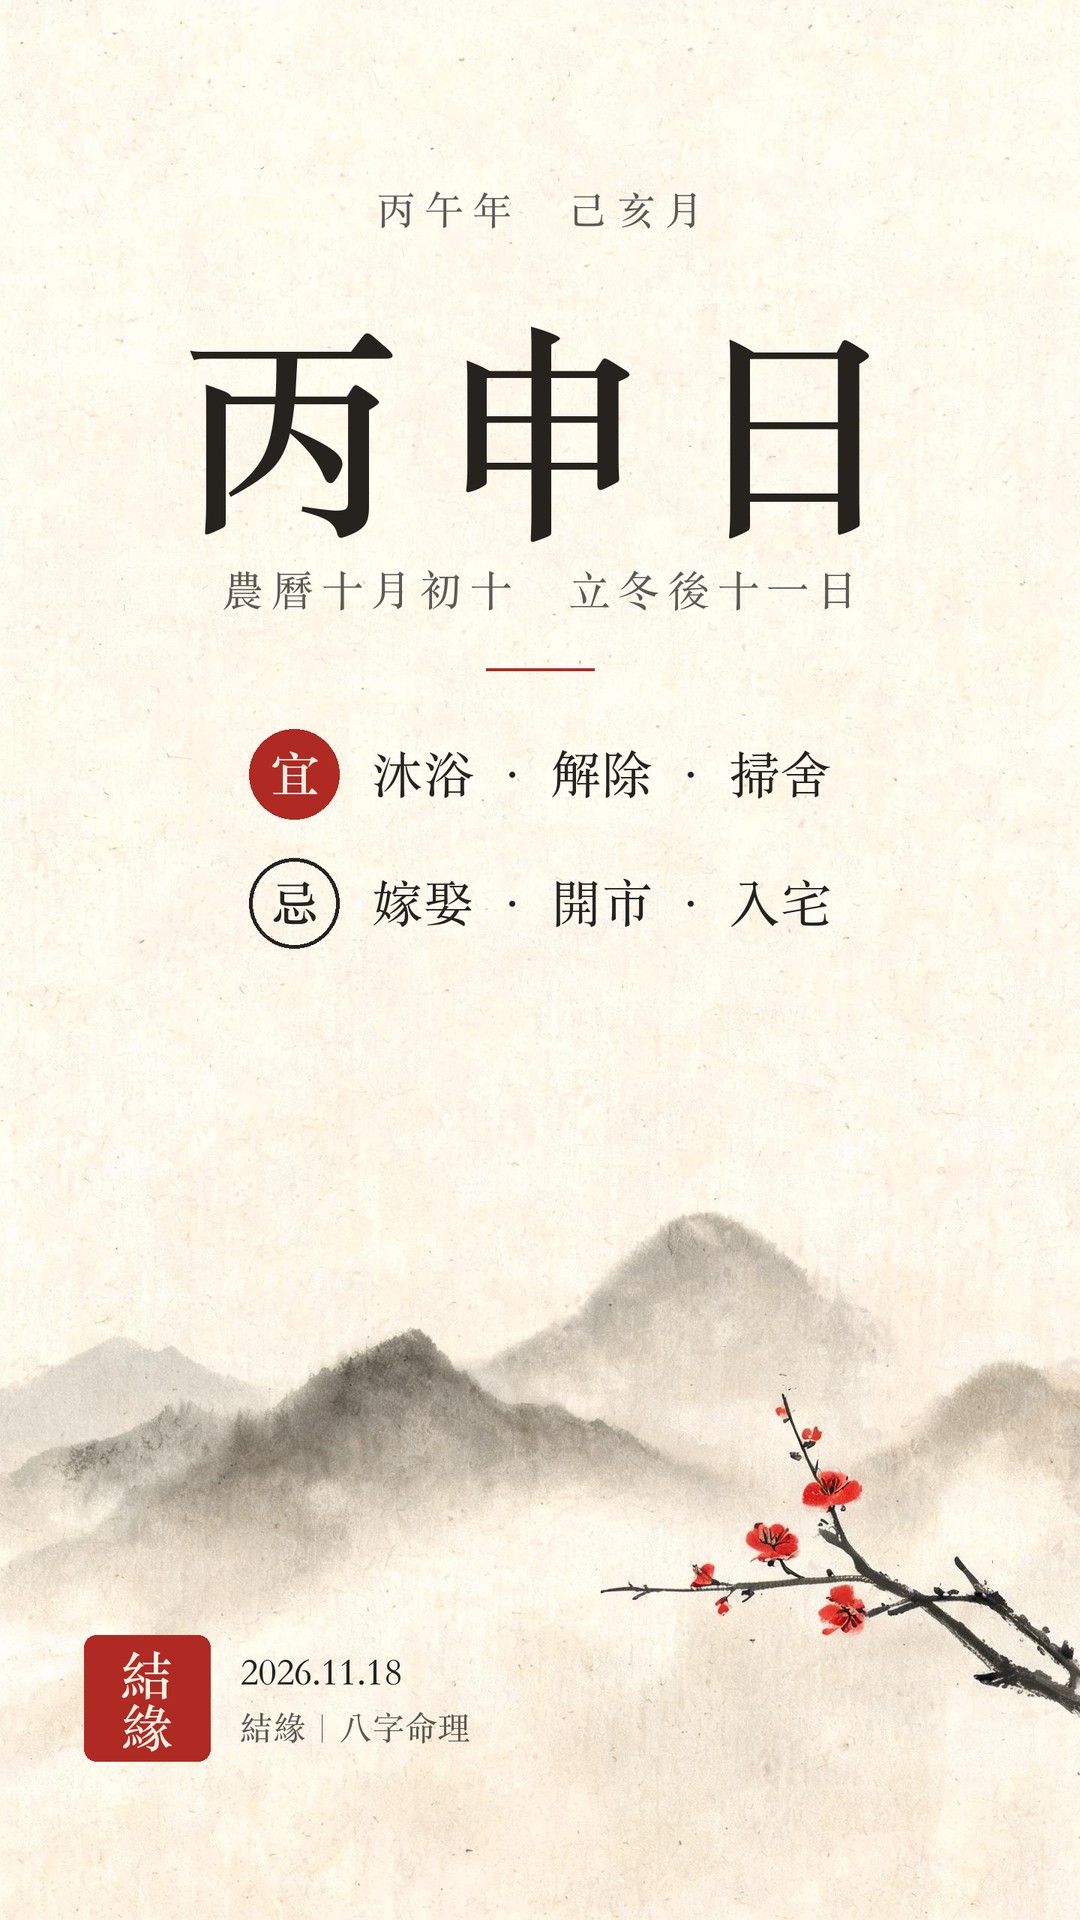 丙午年　己亥月
丙申日
農曆十月初十　立冬後十一日
宜 沐浴 · 解除 · 掃舍
忌 嫁娶 · 開市 · 入宅
結緣
2026.11.18
結緣｜八字命理